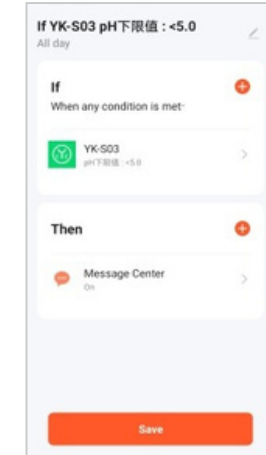 If YK-S03 pH下限值 : <5.0
All day
If
When any condition is met·
YK-S03
pH下限值 : <5.0
Then
Message Center
On
Save